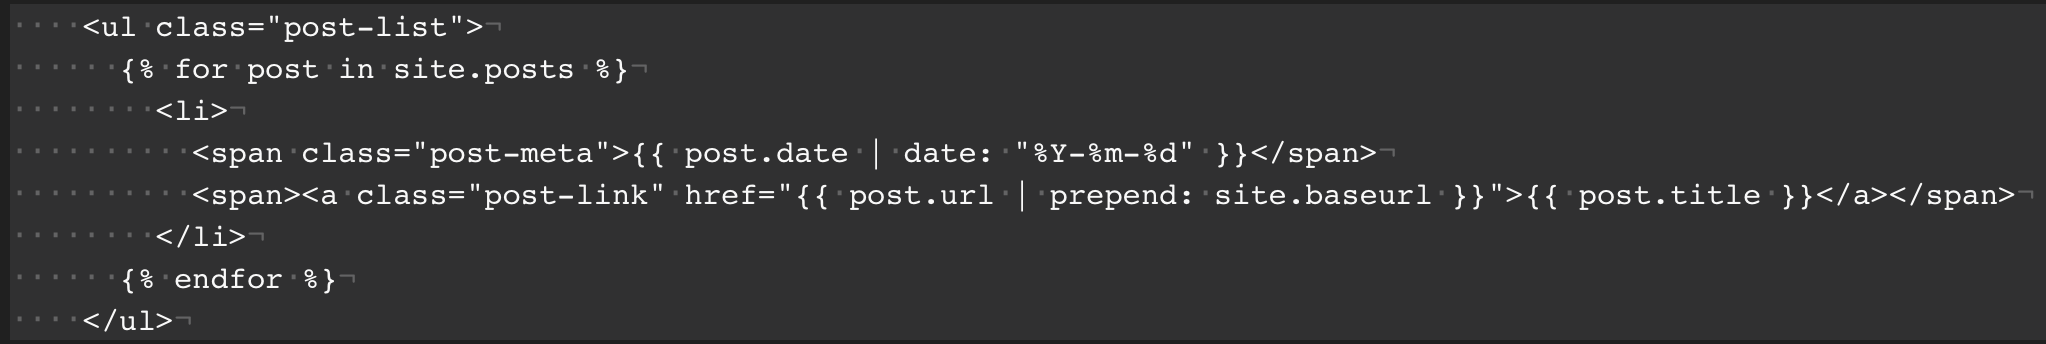 <ul class="post-list">
      {% for post in site.posts %}
        <li>
          <span class="post-meta">{{ post.date | date: "%Y-%m-%d" }}</span>
          <span><a class="post-link" href="{{ post.url | prepend: site.baseurl }}">{{ post.title }}</a></span>
        </li>
      {% endfor %}
    </ul>